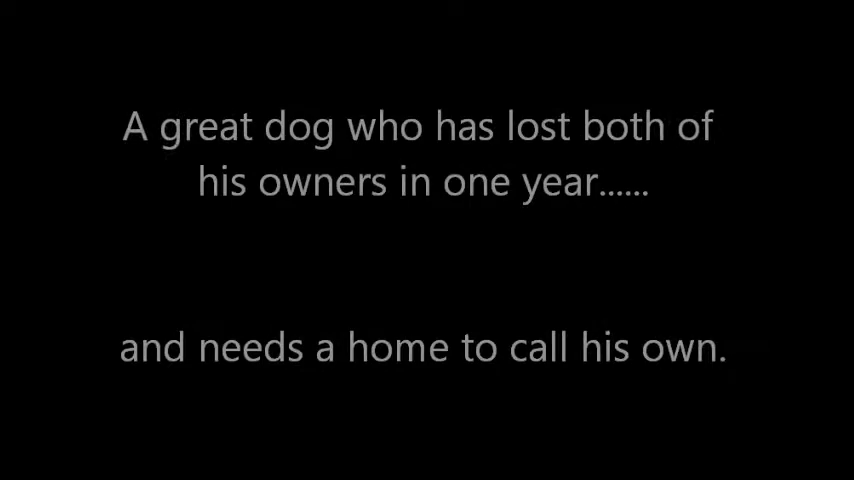 A great dog who has lost both of
his owners in one year......
and needs a home to call his own.